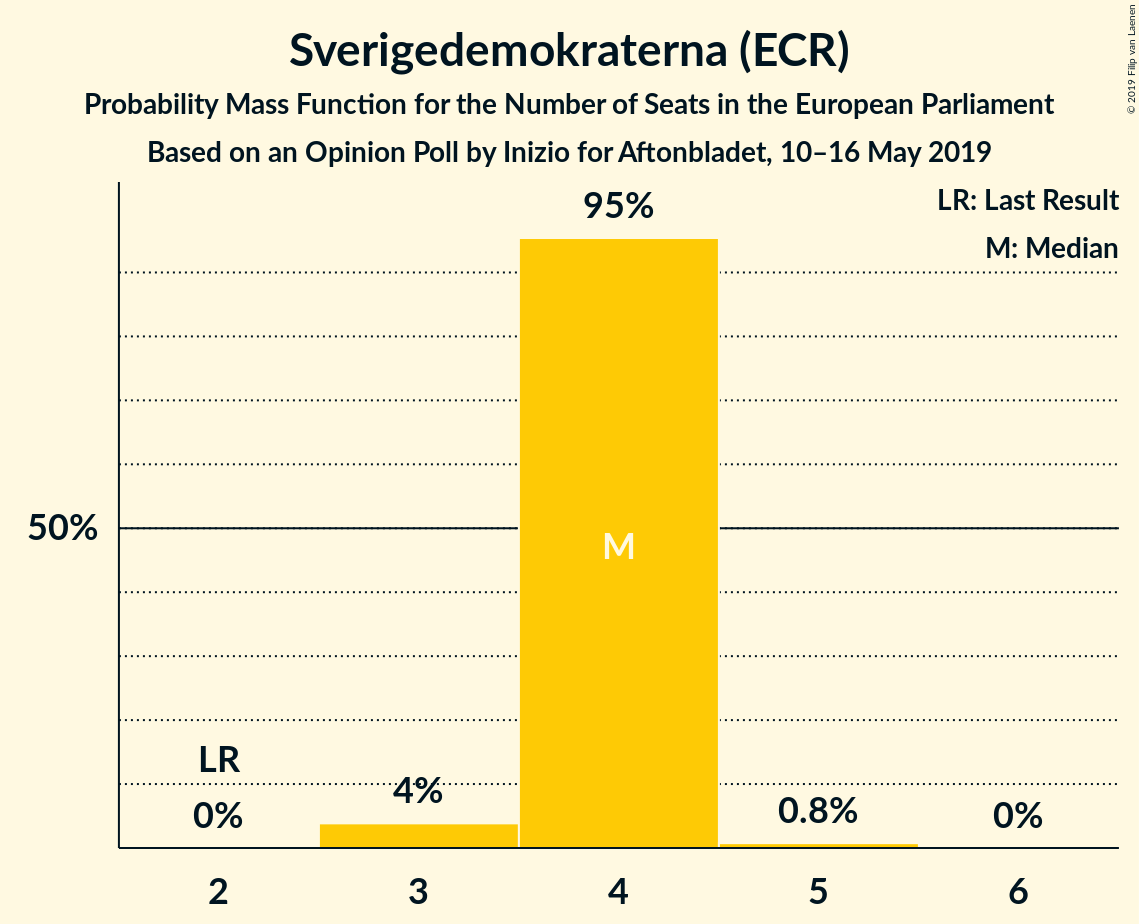 Sverigedemokraterna (ECR)
Probability Mass Function for the Number of Seats in the European Parliament
Based on an Opinion Poll by Inizio for Aftonbladet, 10–16 May 2019
© 2019 Filip van Laenen
LR: Last Result
M: Median
95%
50%
M
LR
0%
4%
0.8%
0%
2 3 4 5 6